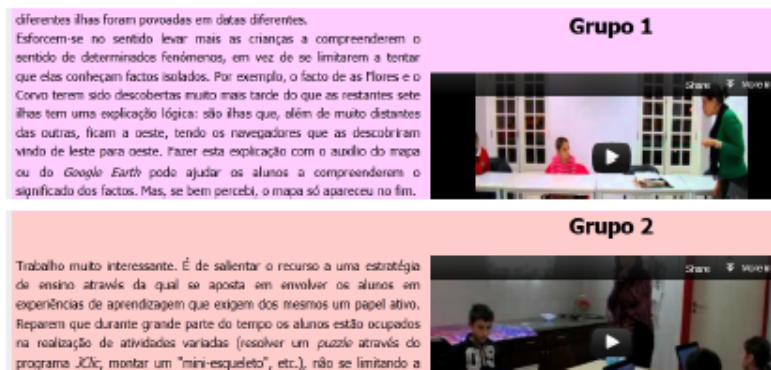 diferentes ilhas foram povoadas em datas diferentes.
Esforcem-se no sentido levar mais as crianças a compreenderem o
sentido de determinados fenómenos, em vez de se limitarem a tentar
que elas conheçam factos isolados. Por exemplo, o facto de as Flores e o
Corvo terem sido descobertas muito mais tarde do que as restantes sete
ilhas tem uma explicação lógica: são ilhas que, além de muito distantes
das outras, ficam a oeste, tendo os navegadores que as descobriram
vindo de leste para oeste. Fazer esta explicação com o auxílio do mapa
ou do Google Earth pode ajudar os alunos a compreenderem o
significado dos factos. Mas, se bem percebi, o mapa só apareceu no fim.
Grupo 1
Share More in
Grupo 2
Trabalho muito interessante. É de salientar o recurso a uma estratégia
de ensino através da qual se aposta em envolver os alunos em
experiências de aprendizagem que exigem dos mesmos um papel ativo.
Reparem que durante grande parte do tempo os alunos estão ocupados
na realização de atividades variadas (resolver um puzzle através do
programa JClic, montar um "mini-esqueleto", etc.), não se limitando a
Share More in